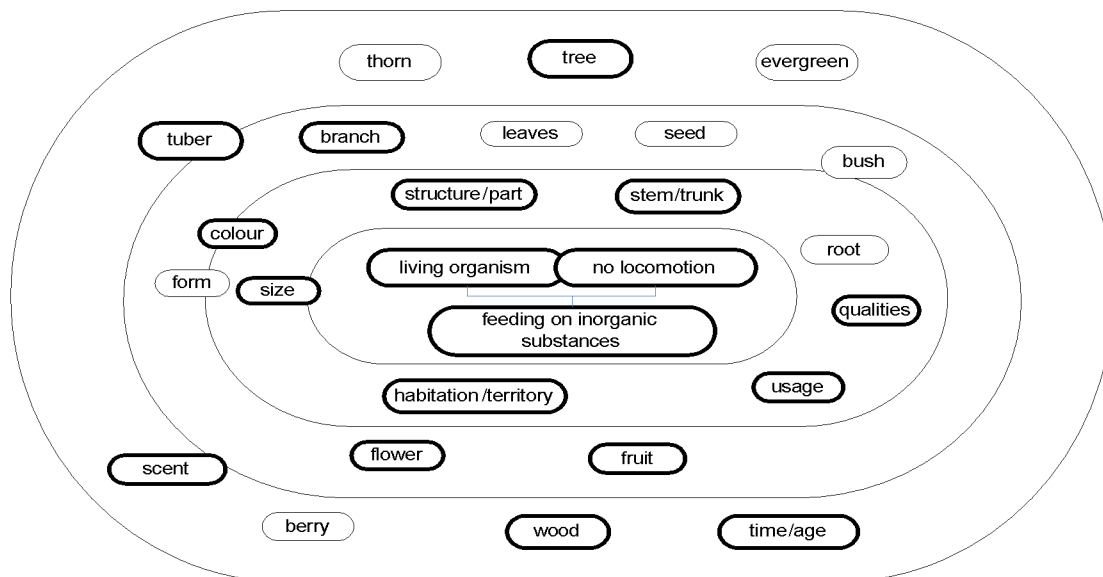 thorn
tree
evergreen
tuber
branch
leaves
seed
bush
structure/part
stem/trunk
colour
root
living organism
no locomotion
form
size
qualities
feeding on inorganic
substances
habitation/territory
usage
flower
fruit
scent
berry
wood
time/age